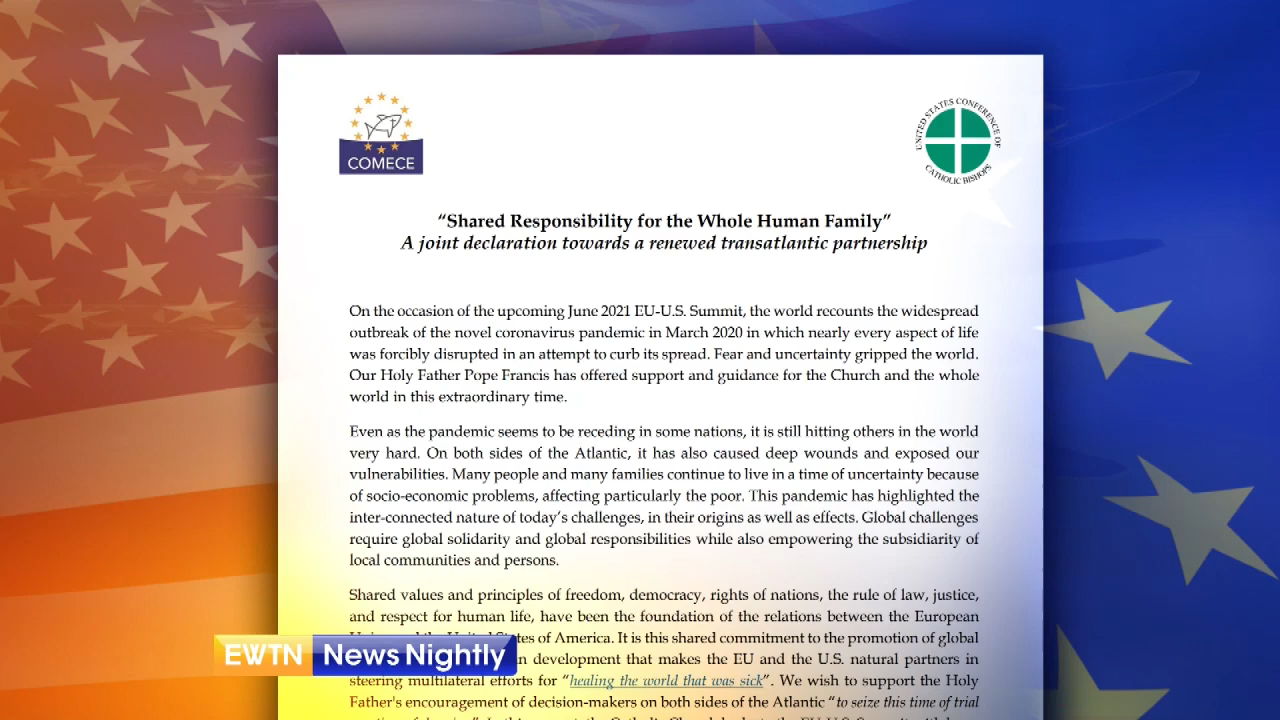 COMECE
UNITED STATES CONFERENCE OF
CATHOLIC BISHOPS
“Shared Responsibility for the Whole Human Family”
A joint declaration towards a renewed transatlantic partnership
On the occasion of the upcoming June 2021 EU-U.S. Summit, the world recounts the widespread
outbreak of the novel coronavirus pandemic in March 2020 in which nearly every aspect of life
was forcibly disrupted in an attempt to curb its spread. Fear and uncertainty gripped the world.
Our Holy Father Pope Francis has offered support and guidance for the Church and the whole
world in this extraordinary time.
Even as the pandemic seems to be receding in some nations, it is still hitting others in the world
very hard. On both sides of the Atlantic, it has also caused deep wounds and exposed our
vulnerabilities. Many people and many families continue to live in a time of uncertainty because
of socio-economic problems, affecting particularly the poor. This pandemic has highlighted the
inter-connected nature of today’s challenges, in their origins as well as effects. Global challenges
require global solidarity and global responsibilities while also empowering the subsidiarity of
local communities and persons.
Shared values and principles of freedom, democracy, rights of nations, the rule of law, justice,
and respect for human life, have been the foundation of the relations between the European
States of America. It is this shared commitment to the promotion of global
development that makes the EU and the U.S. natural partners in
steering multilateral efforts for “healing the world that was sick”. We wish to support the Holy
Father's encouragement of decision-makers on both sides of the Atlantic “to seize this time of trial
EWTN News Nightly